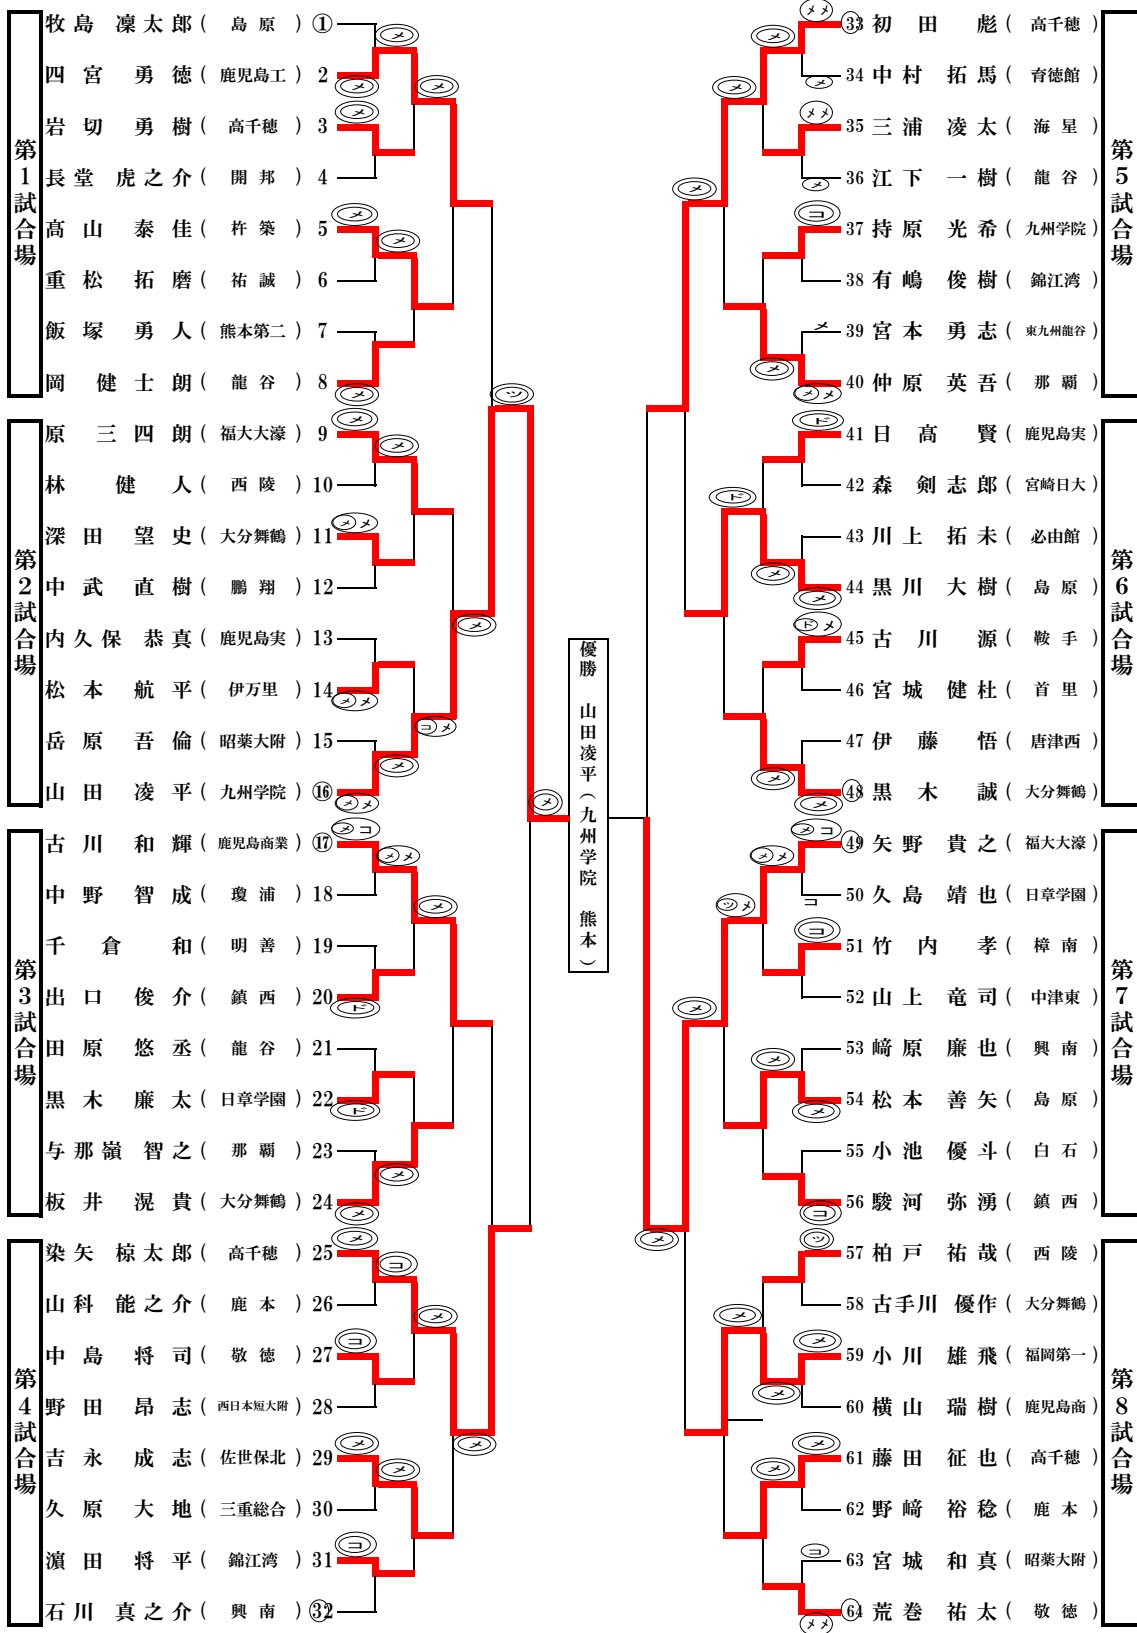 第1試合場
牧島 凜太郎 ( 島原 ) ①
四宮 勇徳 ( 鹿児島工 ) 2
岩切 勇樹 ( 高千穂 ) 3
長堂 虎之介 ( 開邦 ) 4
高山 泰佳 ( 杵築 ) 5
重松 拓磨 ( 祐誠 ) 6
飯塚 勇人 ( 熊本第二 ) 7
岡 健士朗 ( 龍谷 ) 8
第2試合場
原 三四朗 ( 福大大濠 ) 9
林 健人 ( 西陵 ) 10
深田 望史 ( 大分舞鶴 ) 11
中武 直樹 ( 鵬翔 ) 12
内久保 恭真 ( 鹿児島実 ) 13
松本 航平 ( 伊万里 ) 14
岳原 吾倫 ( 昭薬大附 ) 15
山田 凌平 ( 九州学院 ) ⑯
第3試合場
古川 和輝 ( 鹿児島商業 ) ⑰
中野 智成 ( 瓊浦 ) 18
千倉 和 ( 明善 ) 19
出口 俊介 ( 鎮西 ) 20
田原 悠丞 ( 龍谷 ) 21
黒木 廉太 ( 日章学園 ) 22
与那嶺 智之 ( 那覇 ) 23
板井 滉貴 ( 大分舞鶴 ) 24
第4試合場
染矢 椋太郎 ( 高千穂 ) 25
山科 能之介 ( 鹿本 ) 26
中島 将司 ( 敬徳 ) 27
野田 昂志 ( 西日本短大附 ) 28
吉永 成志 ( 佐世保北 ) 29
久原 大地 ( 三重総合 ) 30
濵田 将平 ( 錦江湾 ) 31
石川 真之介 ( 興南 ) ㉜
優勝 山田凌平（九州学院 熊本）
第5試合場
㉝ 初田 彪 ( 高千穂 )
34 中村 拓馬 ( 育徳館 )
35 三浦 凌太 ( 海星 )
36 江下 一樹 ( 龍谷 )
37 持原 光希 ( 九州学院 )
38 有嶋 俊樹 ( 錦江湾 )
39 宮本 勇志 ( 東九州龍谷 )
40 仲原 英吾 ( 那覇 )
第6試合場
41 日高 賢 ( 鹿児島実 )
42 森 剣志郎 ( 宮崎日大 )
43 川上 拓未 ( 必由館 )
44 黒川 大樹 ( 島原 )
45 古川 源 ( 鞍手 )
46 宮城 健杜 ( 首里 )
47 伊藤 悟 ( 唐津西 )
㊽ 黒木 誠 ( 大分舞鶴 )
第7試合場
㊾ 矢野 貴之 ( 福大大濠 )
50 久島 靖也 ( 日章学園 )
51 竹内 孝 ( 樟南 )
52 山上 竜司 ( 中津東 )
53 﨑原 廉也 ( 興南 )
54 松本 善矢 ( 島原 )
55 小池 優斗 ( 白石 )
56 駿河 弥湧 ( 鎮西 )
第8試合場
57 柏戸 祐哉 ( 西陵 )
58 古手川 優作 ( 大分舞鶴 )
59 小川 雄飛 ( 福岡第一 )
60 横山 瑞樹 ( 鹿児島商 )
61 藤田 征也 ( 高千穂 )
62 野﨑 裕稔 ( 鹿本 )
63 宮城 和真 ( 昭薬大附 )
64 荒巻 祐太 ( 敬徳 )